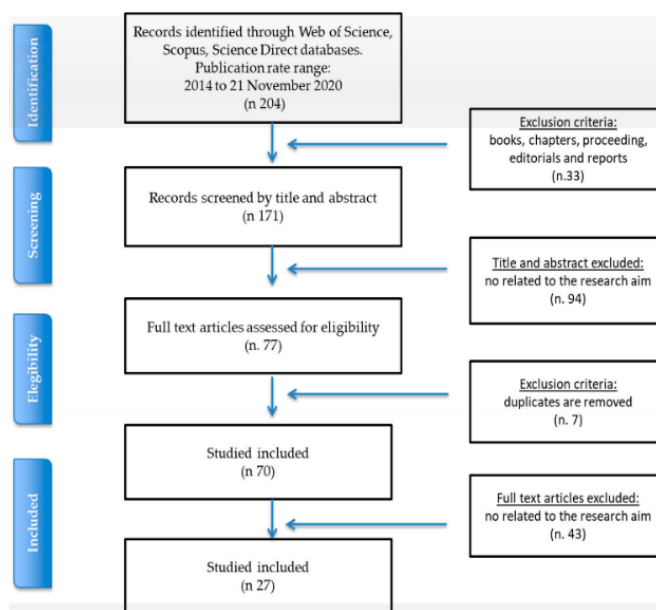 Identification
Records identified through Web of Science,
Scopus, Science Direct databases.
Publication rate range:
2014 to 21 November 2020
(n 204)
Exclusion criteria:
books, chapters, proceeding,
editorials and reports
(n.33)
Screening
Records screened by title and abstract
(n 171)
Title and abstract excluded:
no related to the research aim
(n. 94)
Elegibility
Full text articles assessed for eligibility
(n. 77)
Exclusion criteria:
duplicates are removed
(n. 7)
Included
Studied included
(n 70)
Full text articles excluded:
no related to the research aim
(n. 43)
Studied included
(n 27)